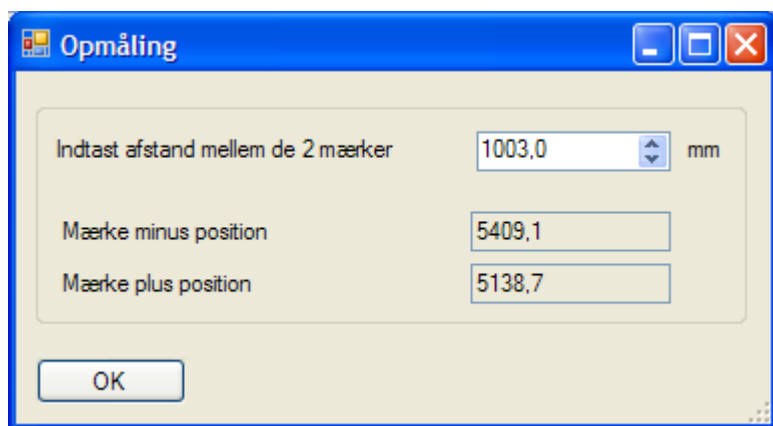 Opmåling
Indtast afstand mellem de 2 mærker 1003,0 mm
Mærke minus position 5409,1
Mærke plus position 5138,7
OK